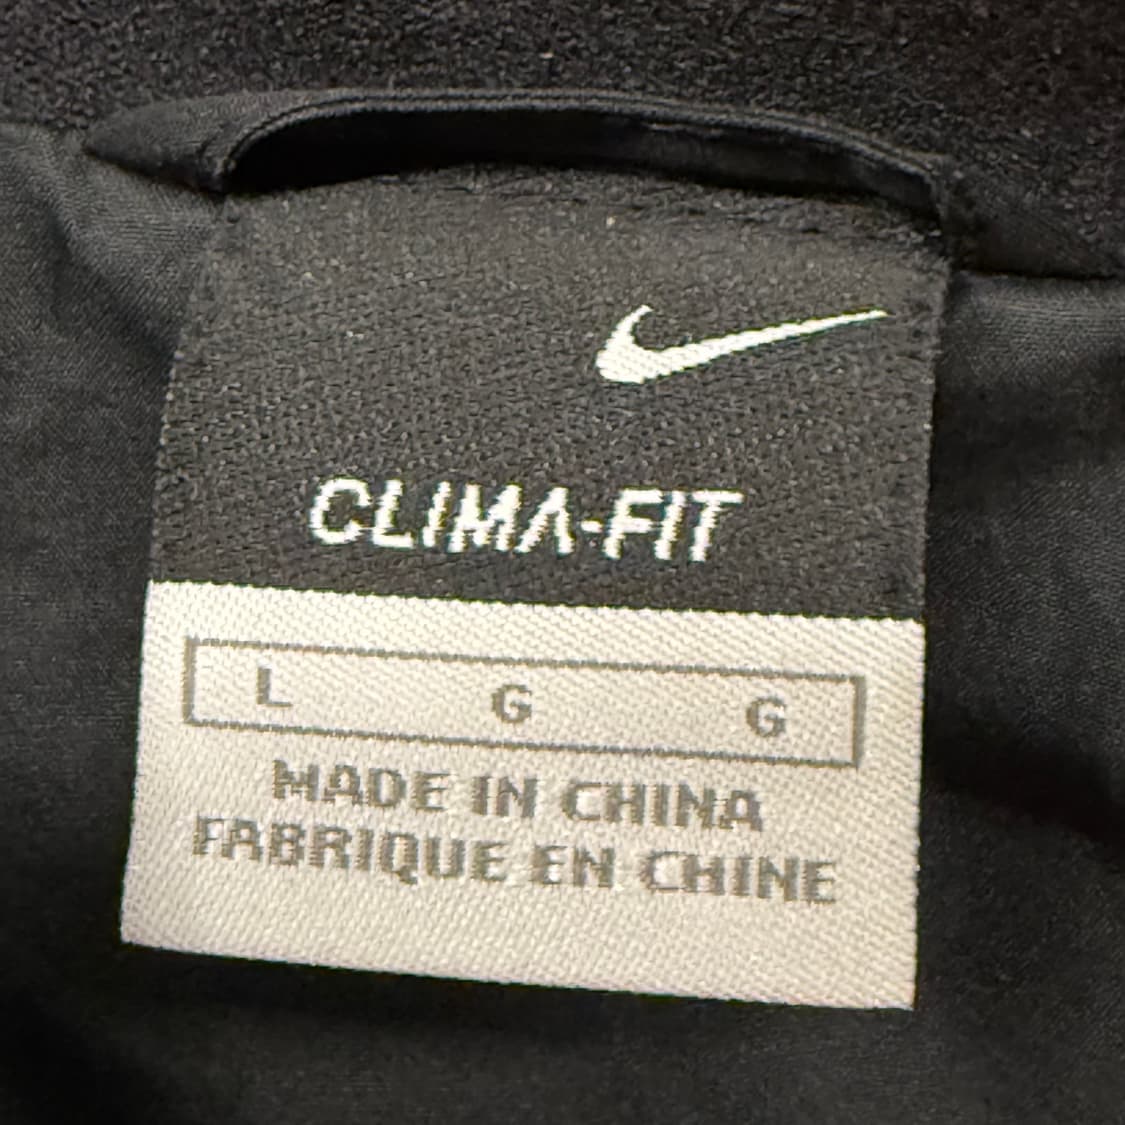 CLIMA-FIT
L G G
MADE IN CHINA
FABRIQUE EN CHINE